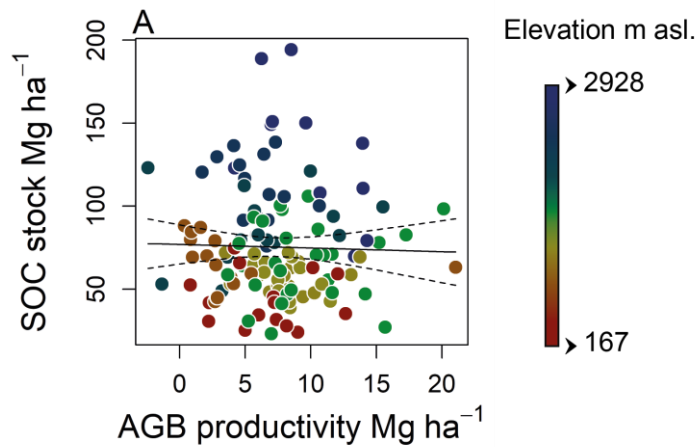 A
Elevation m asl.
200
150
100
50
SOC stock Mg ha⁻¹
0
5
10
15
20
AGB productivity Mg ha⁻¹
2928
167